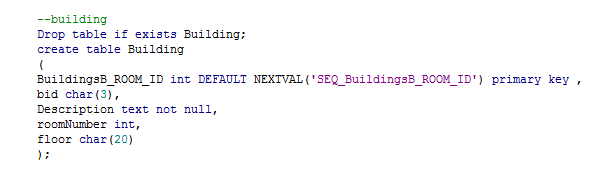 --building
Drop table if exists Building;
create table Building
(
BuildingsB_ROOM_ID int DEFAULT NEXTVAL('SEQ_BuildingsB_ROOM_ID') primary key ,
bid char(3),
Description text not null,
roomNumber int,
floor char(20)
);